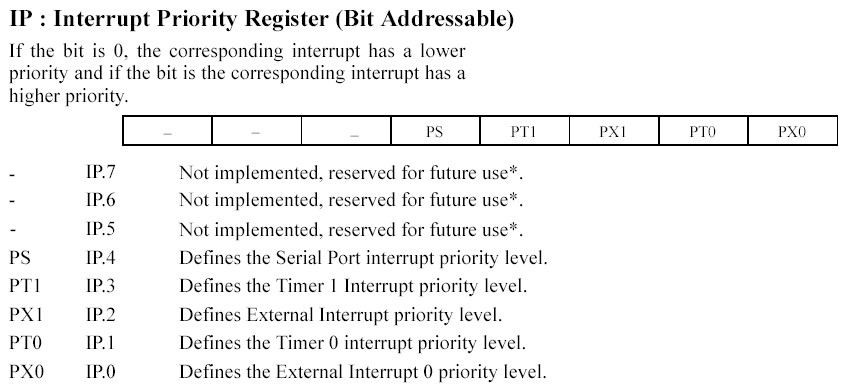 IP : Interrupt Priority Register (Bit Addressable)
If the bit is 0, the corresponding interrupt has a lower
priority and if the bit is the corresponding interrupt has a
higher priority.
– – – PS PT1 PX1 PT0 PX0
- IP.7 Not implemented, reserved for future use*.
- IP.6 Not implemented, reserved for future use*.
- IP.5 Not implemented, reserved for future use*.
PS IP.4 Defines the Serial Port interrupt priority level.
PT1 IP.3 Defines the Timer 1 Interrupt priority level.
PX1 IP.2 Defines External Interrupt priority level.
PT0 IP.1 Defines the Timer 0 interrupt priority level.
PX0 IP.0 Defines the External Interrupt 0 priority level.